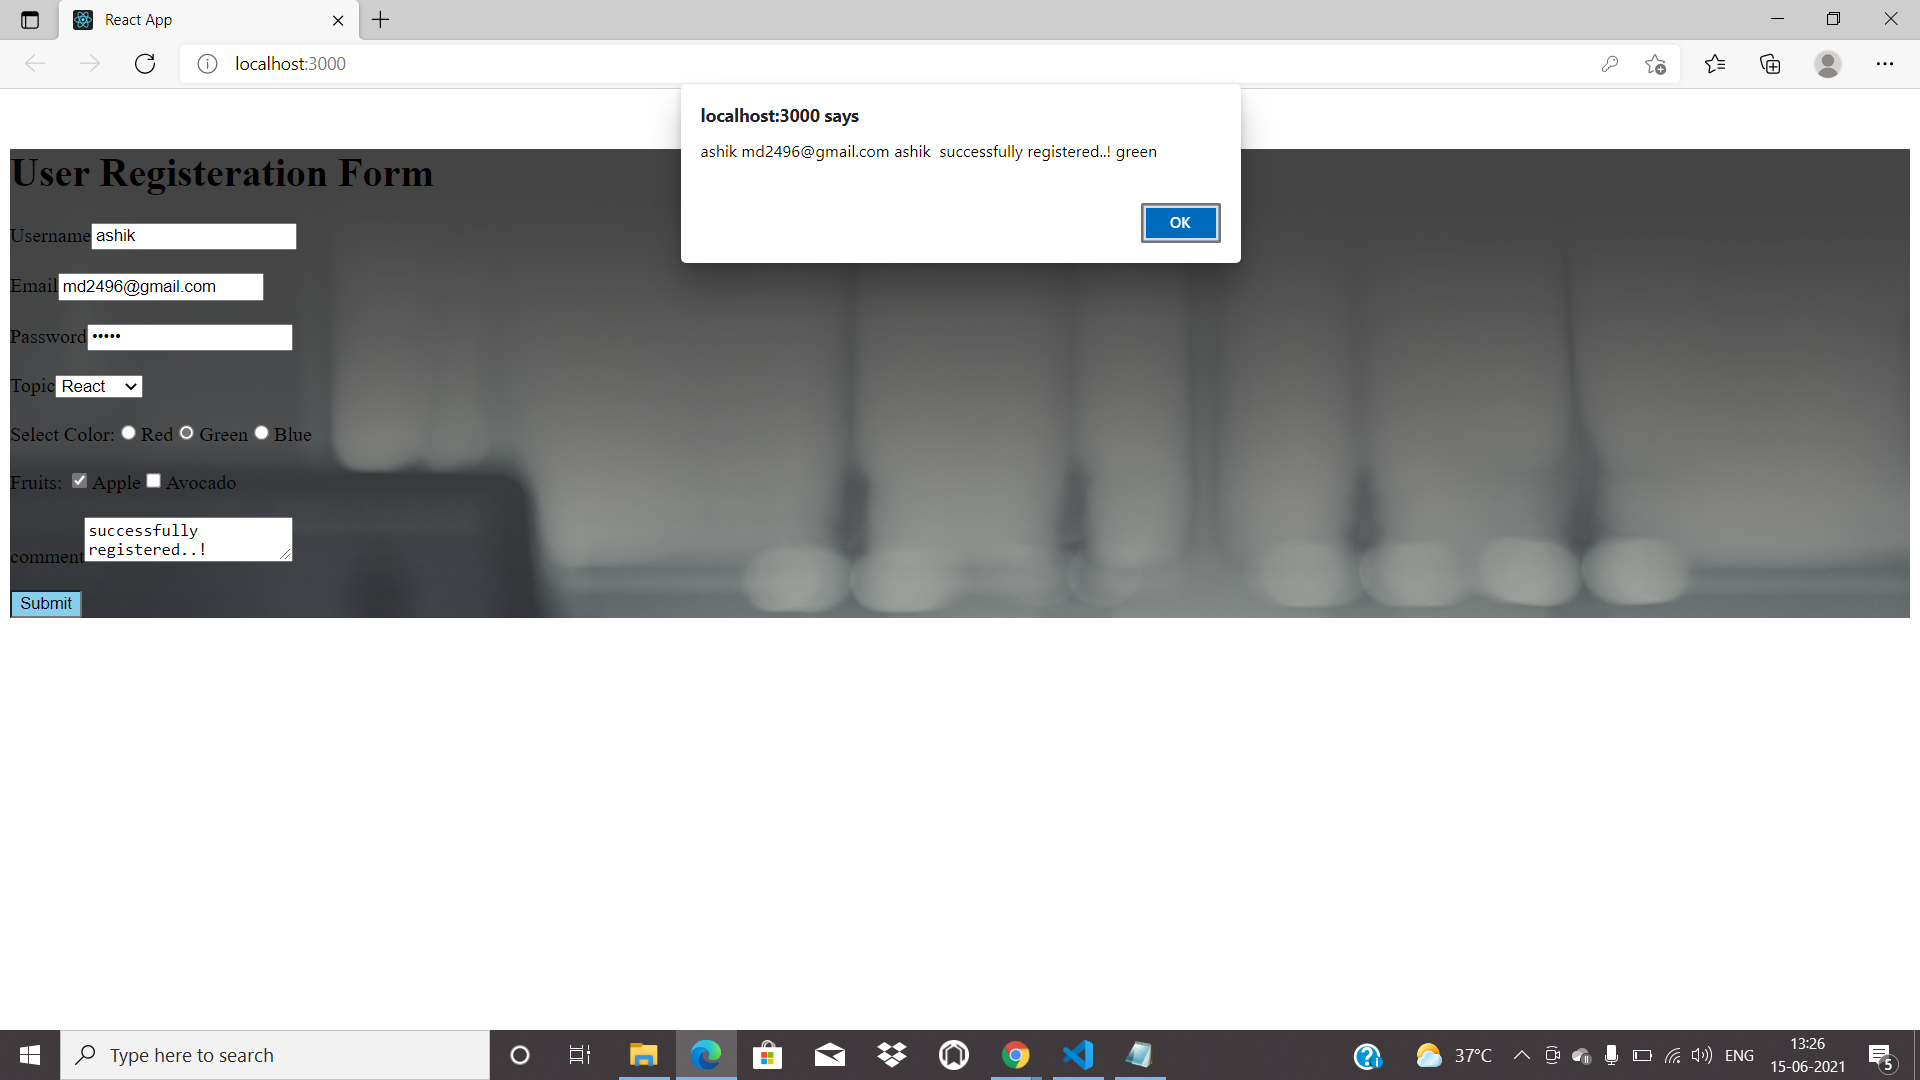 React App
localhost:3000
localhost:3000 says
ashik md2496@gmail.com ashik  successfully registered..! green
OK
User Registeration Form
Username ashik
Email md2496@gmail.com
Password •••••
Topic React
Select Color: Red Green Blue
Fruits: Apple Avocado
comment successfully
registered..!
Submit
Type here to search
37°C
ENG
13:26
15-06-2021
5